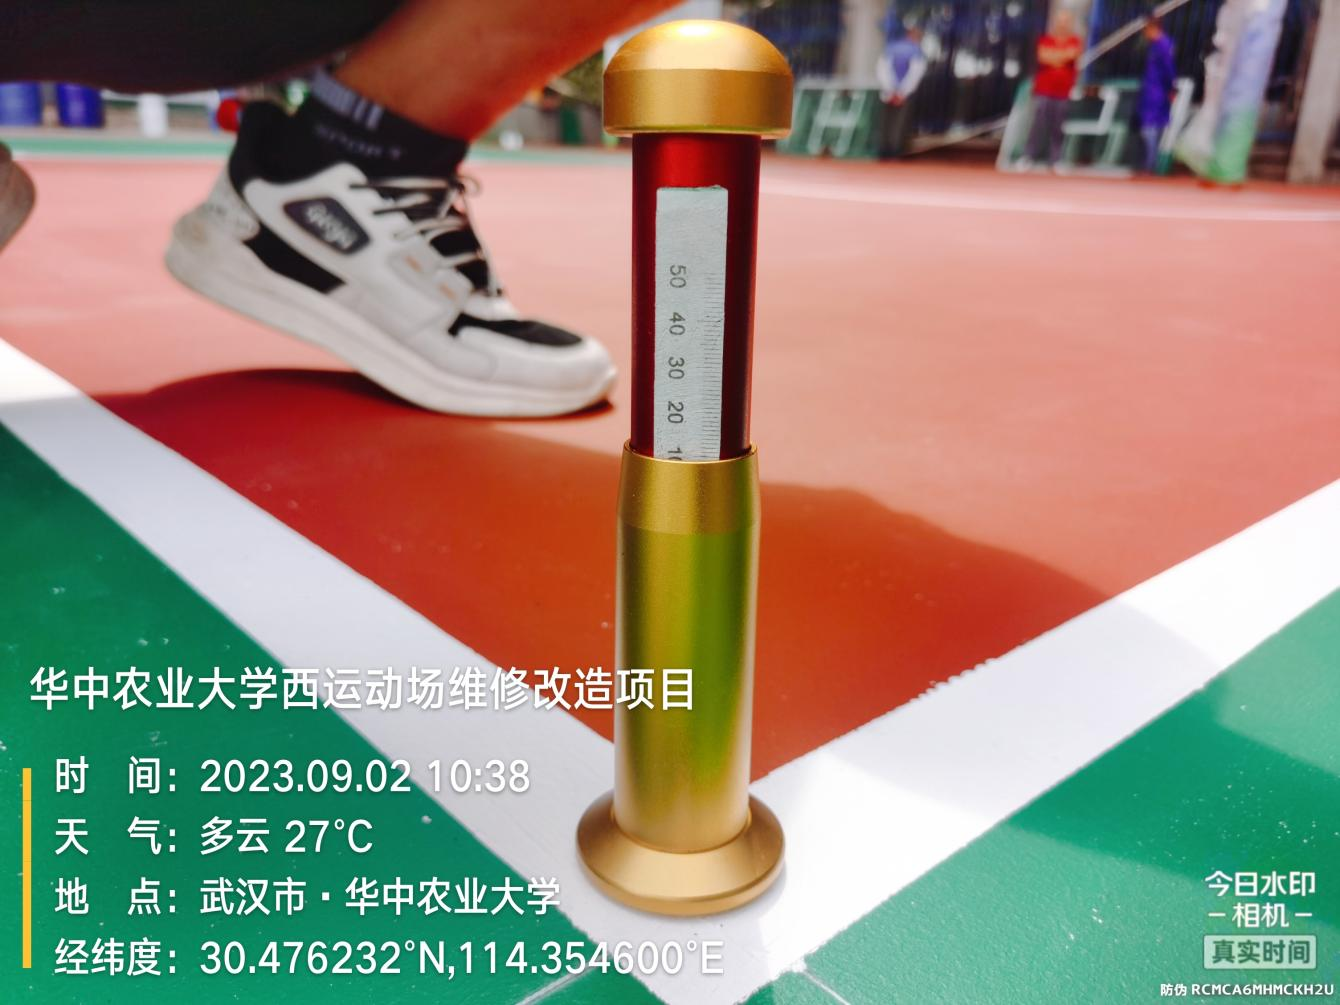 SPORT
50
40
30
20
10
华中农业大学西运动场维修改造项目
时 间：2023.09.02 10:38
天 气：多云 27°C
地 点：武汉市·华中农业大学
经纬度：30.476232°N,114.354600°E
今日水印
-相机-
真实时间
防伪 RCMCA6MHMCKH2U